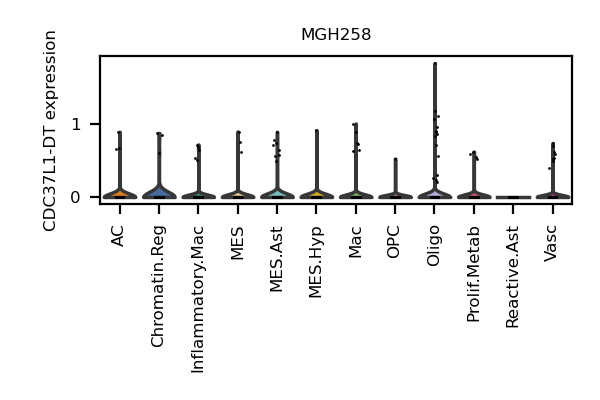 MGH258
CDC37L1-DT expression
1
0
AC
Chromatin.Reg
Inflammatory.Mac
MES
MES.Ast
MES.Hyp
Mac
OPC
Oligo
Prolif.Metab
Reactive.Ast
Vasc